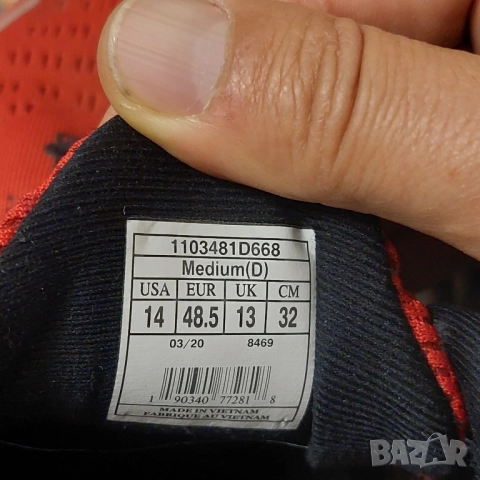 1103481D668
Medium(D)
USA EUR UK CM
14 48.5 13 32
03/20 8469
1 90340 77281 8
MADE IN VIETNAM
FABRIQUE AU VIETNAM
BAZAR